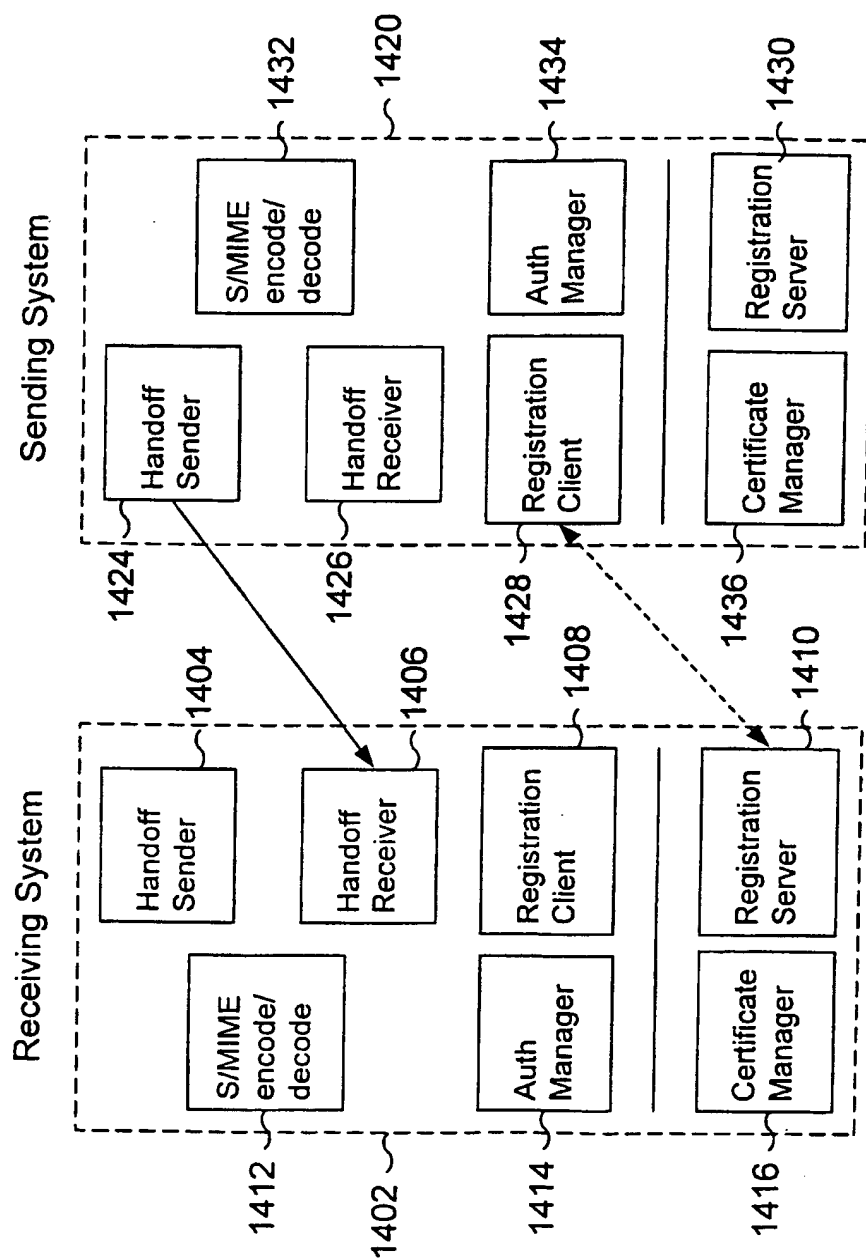 Receiving System
Sending System
1412
S/MIME
encode/
decode
Handoff
Sender
1404
1424
Handoff
Sender
S/MIME
encode/
decode
1432
1402
Handoff
Receiver
1406
1426
Handoff
Receiver
1420
1414
Auth
Manager
Registration
Client
1408
1428
Registration
Client
Auth
Manager
1434
1416
Certificate
Manager
Registration
Server
1410
1436
Certificate
Manager
Registration
Server
1430